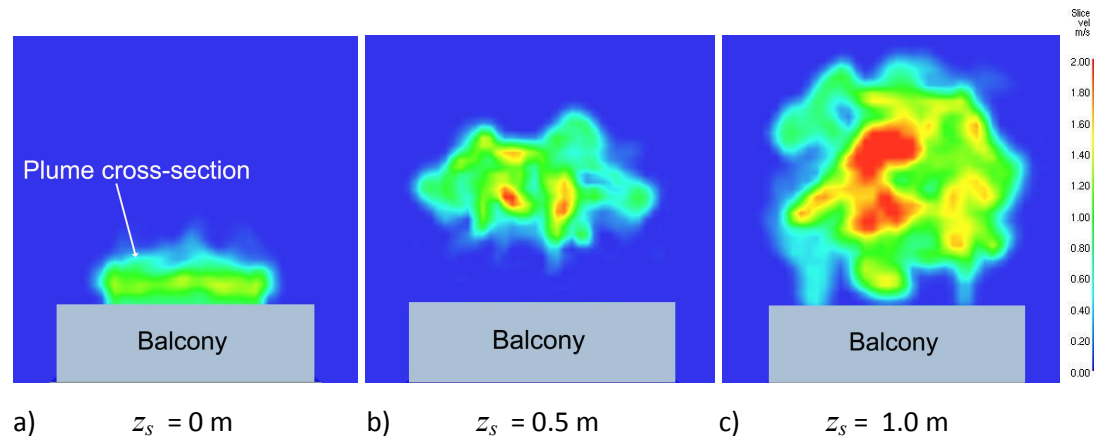 Slice
vel
m/s
2.00
1.80
1.60
1.40
1.20
1.00
0.80
0.60
0.40
0.20
0.00
Plume cross-section
Balcony
Balcony
Balcony
a) z_s = 0 m
b) z_s = 0.5 m
c) z_s = 1.0 m